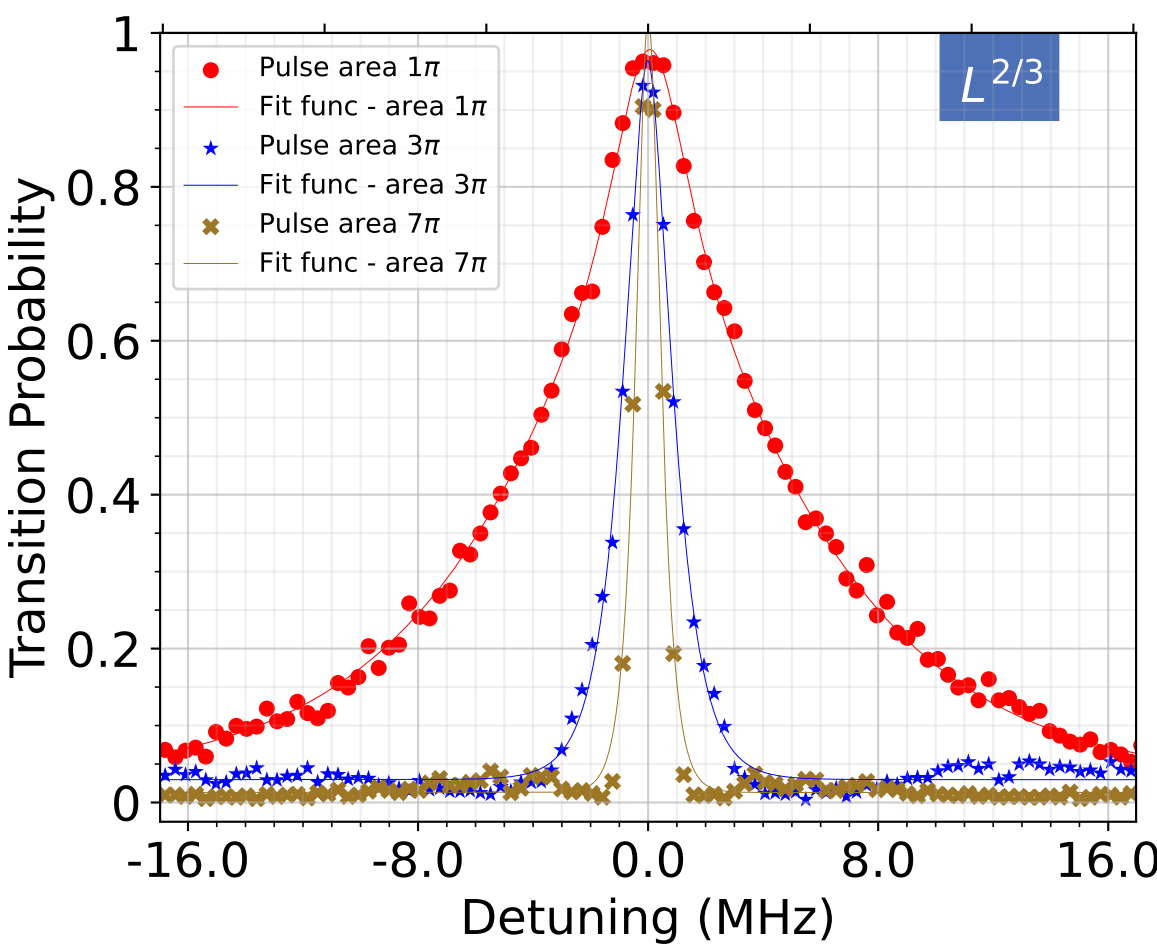 1
0.8
0.6
0.4
0.2
0
Transition Probability
Pulse area 1π
Fit func - area 1π
Pulse area 3π
Fit func - area 3π
Pulse area 7π
Fit func - area 7π
L^{2/3}
-16.0 -8.0 0.0 8.0 16.0
Detuning (MHz)